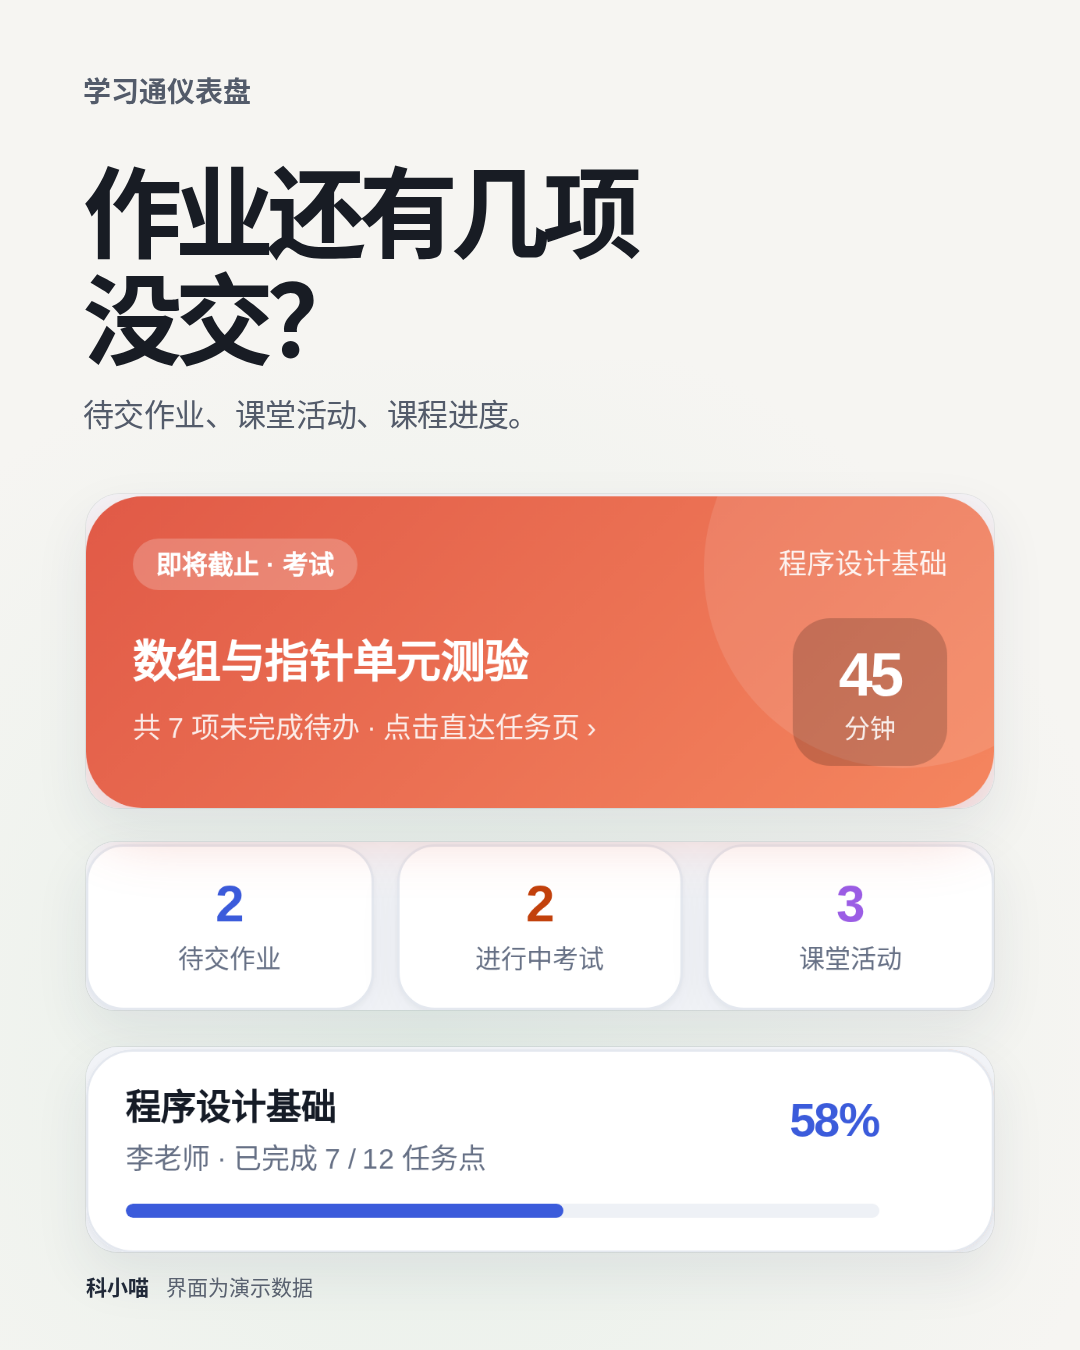 学习通仪表盘
作业还有几项
没交？
待交作业、课堂活动、课程进度。
即将截止 · 考试
程序设计基础
数组与指针单元测验
45
共 7 项未完成待办 · 点击直达任务页 ›
分钟
2
2
3
待交作业
进行中考试
课堂活动
程序设计基础
58%
李老师 · 已完成 7 / 12 任务点
科小喵 界面为演示数据